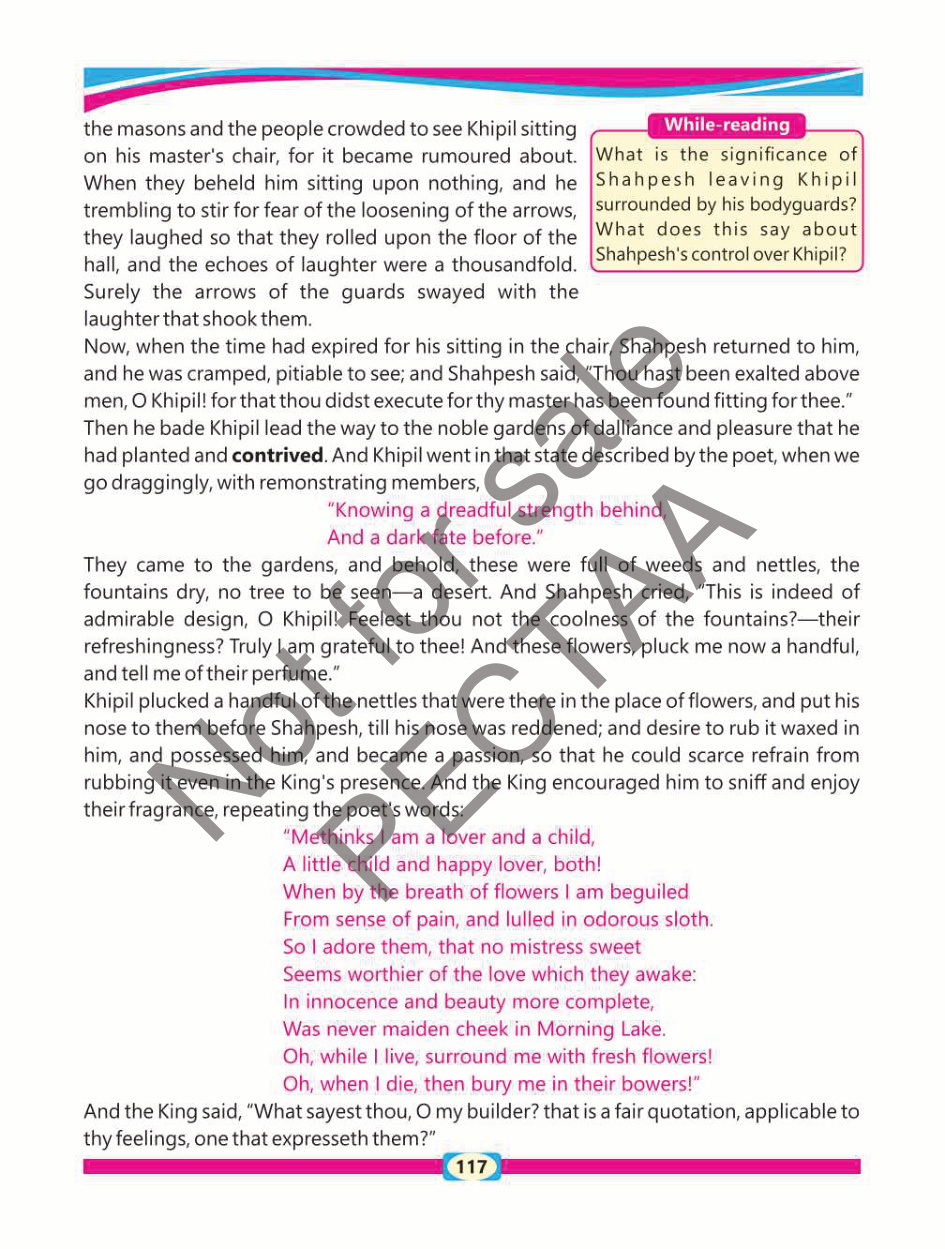 the masons and the people crowded to see Khipil sitting
on his master's chair, for it became rumoured about.
When they beheld him sitting upon nothing, and he
trembling to stir for fear of the loosening of the arrows,
they laughed so that they rolled upon the floor of the
hall, and the echoes of laughter were a thousandfold.
Surely the arrows of the guards swayed with the
laughter that shook them.
While-reading
What is the significance of
Shahpesh leaving Khipil
surrounded by his bodyguards?
What does this say about
Shahpesh's control over Khipil?
Now, when the time had expired for his sitting in the chair, Shahpesh returned to him,
and he was cramped, pitiable to see; and Shahpesh said, “Thou hast been exalted above
men, O Khipil! for that thou didst execute for thy master has been found fitting for thee.”
Then he bade Khipil lead the way to the noble gardens of dalliance and pleasure that he
had planted and contrived. And Khipil went in that state described by the poet, when we
go draggingly, with remonstrating members,
“Knowing a dreadful strength behind,
And a dark fate before.”
They came to the gardens, and behold, these were full of weeds and nettles, the
fountains dry, no tree to be seen—a desert. And Shahpesh cried, “This is indeed of
admirable design, O Khipil! Feelest thou not the coolness of the fountains?—their
refreshingness? Truly I am grateful to thee! And these flowers, pluck me now a handful,
and tell me of their perfume.”
Khipil plucked a handful of the nettles that were there in the place of flowers, and put his
nose to them before Shahpesh, till his nose was reddened; and desire to rub it waxed in
him, and possessed him, and became a passion, so that he could scarce refrain from
rubbing it even in the King's presence. And the King encouraged him to sniff and enjoy
their fragrance, repeating the poet's words:
“Methinks I am a lover and a child,
A little child and happy lover, both!
When by the breath of flowers I am beguiled
From sense of pain, and lulled in odorous sloth.
So I adore them, that no mistress sweet
Seems worthier of the love which they awake:
In innocence and beauty more complete,
Was never maiden cheek in Morning Lake.
Oh, while I live, surround me with fresh flowers!
Oh, when I die, then bury me in their bowers!”
And the King said, “What sayest thou, O my builder? that is a fair quotation, applicable to
thy feelings, one that expresseth them?”
117
Not for sale
PECTAA